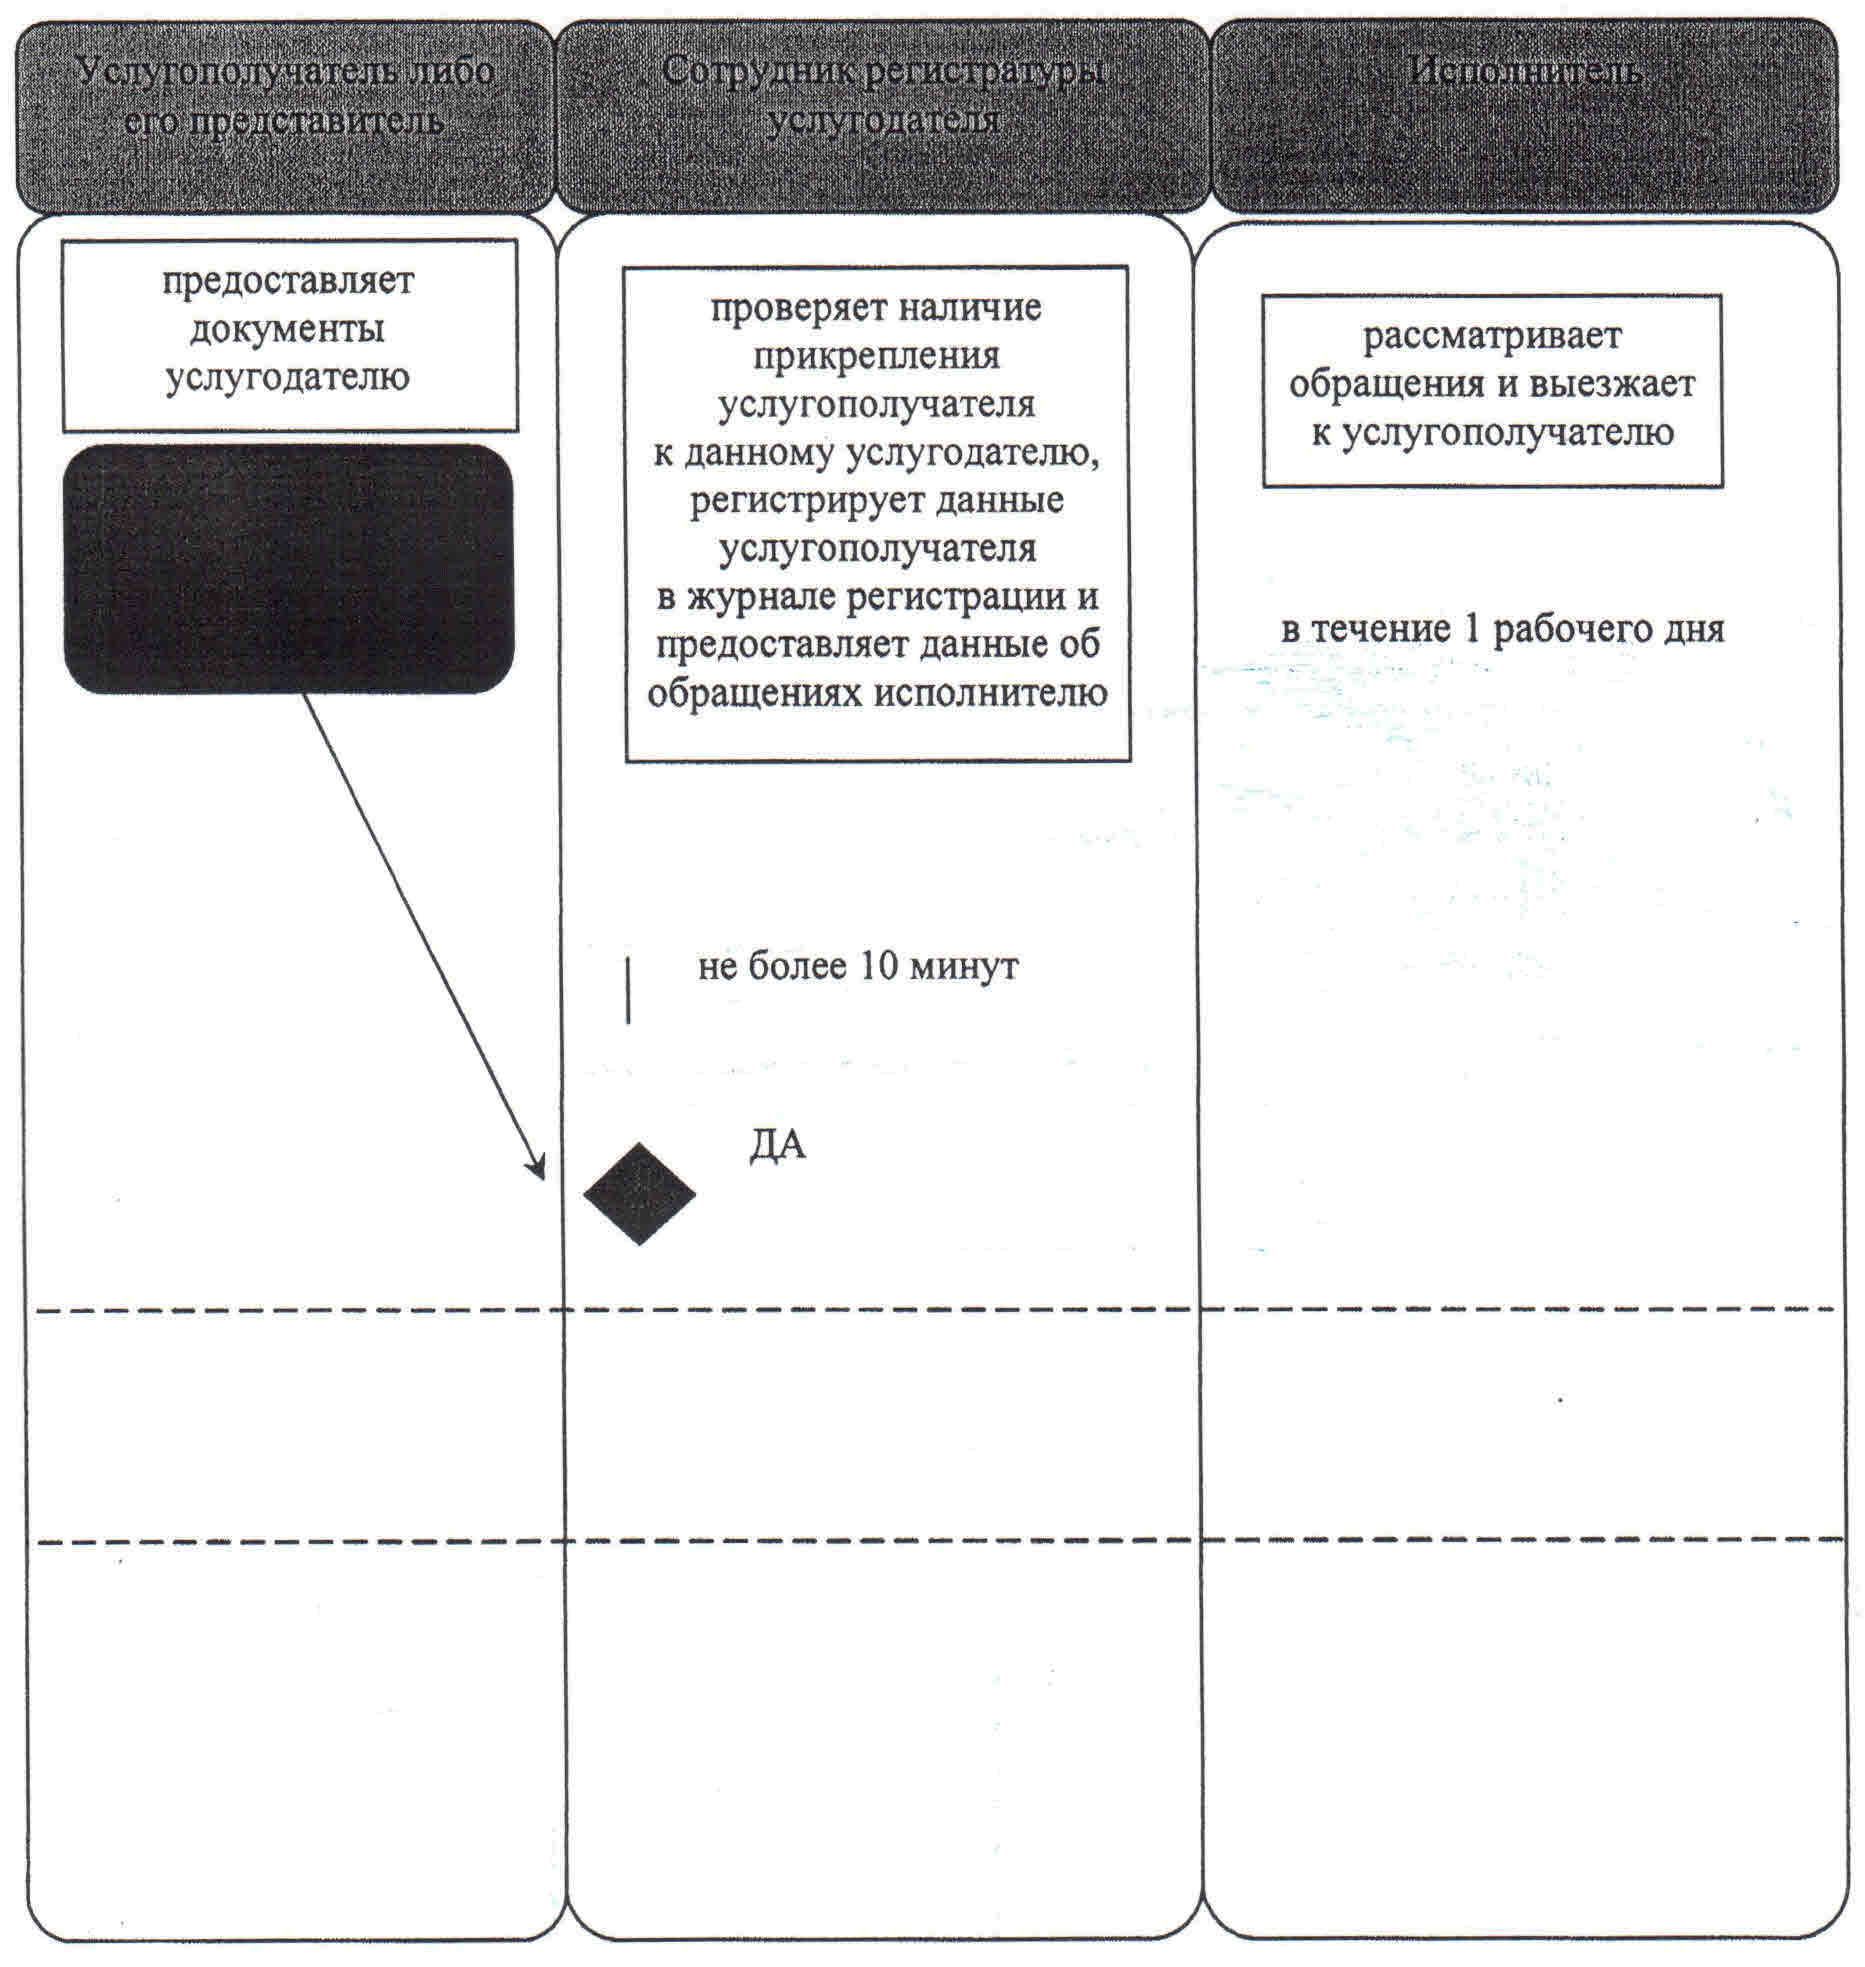 Услугополучатель либо
его представитель
Сотрудник регистратуры
услугодателя
Исполнитель
предоставляет
документы
услугодателю
проверяет наличие
прикрепления
услугополучателя
к данному услугодателю,
регистрирует данные
услугополучателя
в журнале регистрации и
предоставляет данные об
обращениях исполнителю
не более 10 минут
ДА
рассматривает
обращения и выезжает
к услугополучателю
в течение 1 рабочего дня